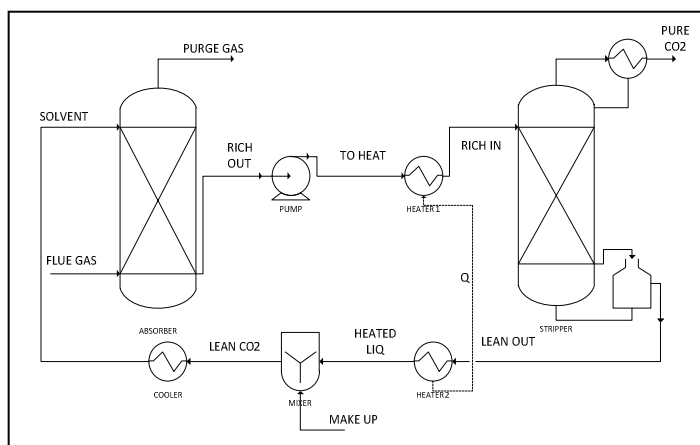 PURGE GAS
PURE
CO2
SOLVENT
RICH
OUT
TO HEAT
RICH IN
PUMP
HEATER 1
FLUE GAS
Q
ABSORBER
STRIPPER
LEAN CO2
HEATED
LIQ
LEAN OUT
COOLER
MIXER
HEATER 2
MAKE UP